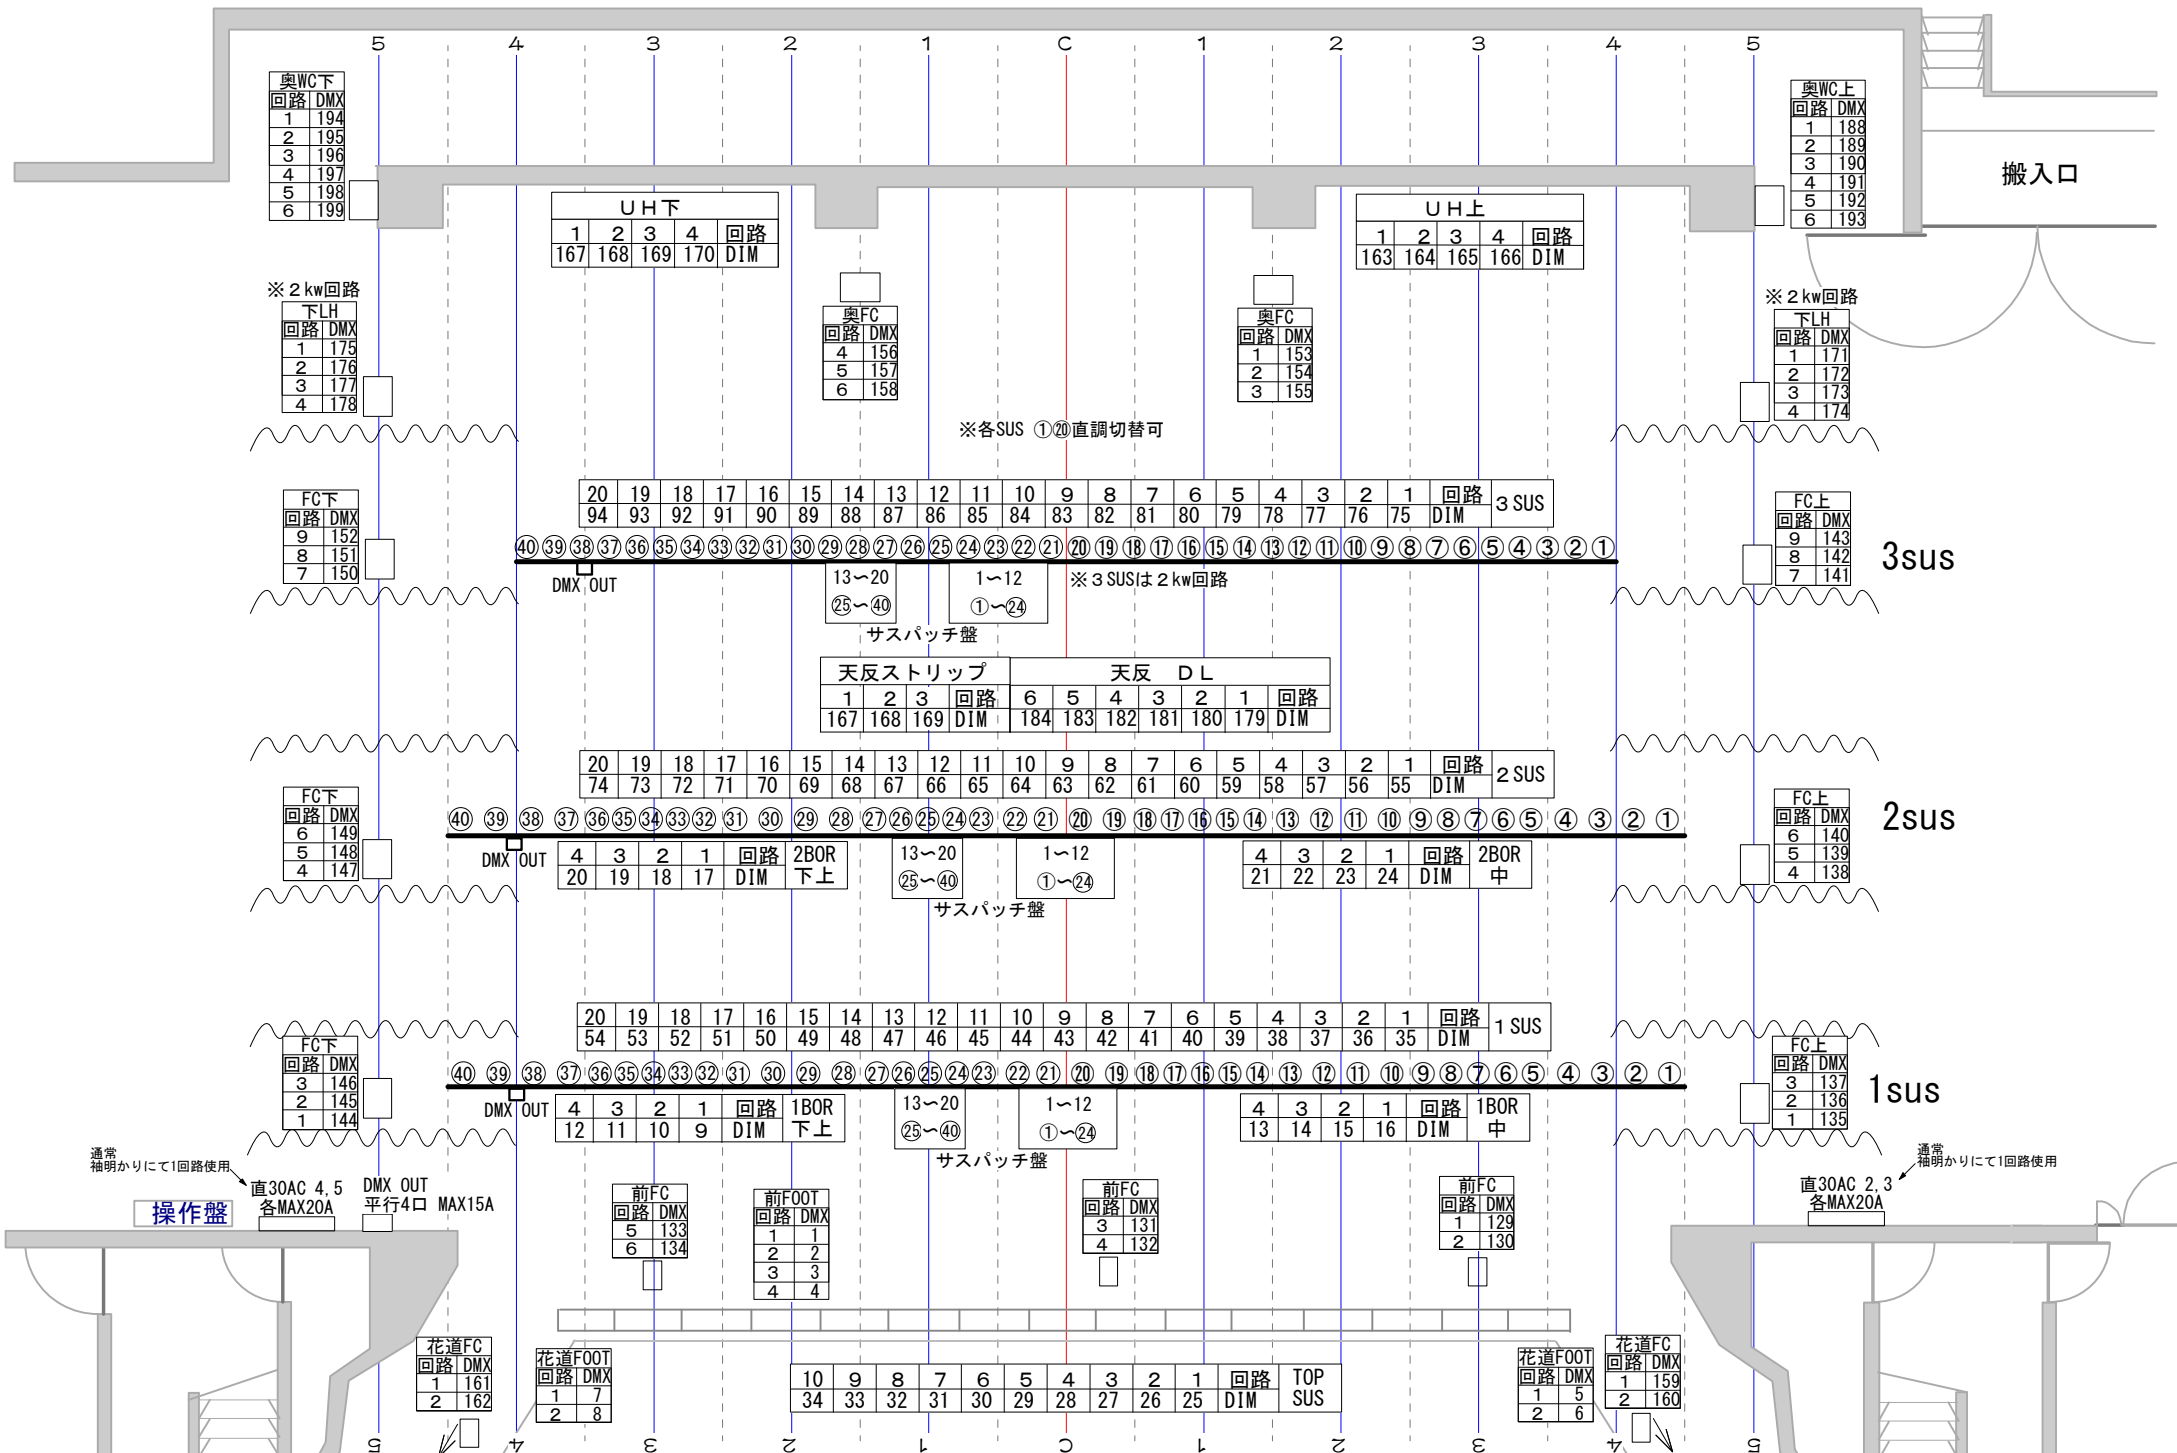 5 4 3 2 1 C 1 2 3 4 5
奥WC下
回路 DMX
1 194
2 195
3 196
4 197
5 198
6 199
奥WC上
回路 DMX
1 188
2 189
3 190
4 191
5 192
6 193
搬入口
UH下
1 2 3 4 回路
167 168 169 170 DIM
UH上
1 2 3 4 回路
163 164 165 166 DIM
※2kw回路
下LH
回路 DMX
1 175
2 176
3 177
4 178
奥FC
回路 DMX
4 156
5 157
6 158
奥FC
回路 DMX
1 153
2 154
3 155
※2kw回路
下LH
回路 DMX
1 171
2 172
3 173
4 174
※各SUS ①⑳直調切替可
FC下
回路 DMX
9 152
8 151
7 150
20 19 18 17 16 15 14 13 12 11 10 9 8 7 6 5 4 3 2 1 回路 3SUS
94 93 92 91 90 89 88 87 86 85 84 83 82 81 80 79 78 77 76 75 DIM
FC上
回路 DMX
9 143
8 142
7 141
3sus
㊵㊴㊳㊲㊱㉟㉞㉝㉜㉛㉚㉙㉘㉗㉖㉕㉔㉓㉒㉑⑳⑲⑱⑰⑯⑮⑭⑬⑫⑪⑩⑨⑧⑦⑥⑤④③②①
DMX OUT
13〜20
㉕〜㊵
1〜12
①〜㉔
※3SUSは2kw回路
サスパッチ盤
天反ストリップ
1 2 3 回路
167 168 169 DIM
天反 DL
6 5 4 3 2 1 回路
184 183 182 181 180 179 DIM
20 19 18 17 16 15 14 13 12 11 10 9 8 7 6 5 4 3 2 1 回路 2SUS
74 73 72 71 70 69 68 67 66 65 64 63 62 61 60 59 58 57 56 55 DIM
FC下
回路 DMX
6 149
5 148
4 147
FC上
回路 DMX
6 140
5 139
4 138
2sus
㊵㊴㊳㊲㊱㉟㉞㉝㉜㉛㉚㉙㉘㉗㉖㉕㉔㉓㉒㉑⑳⑲⑱⑰⑯⑮⑭⑬⑫⑪⑩⑨⑧⑦⑥⑤④③②①
DMX OUT
4 3 2 1 回路 2BOR
20 19 18 17 DIM 下上
13〜20
㉕〜㊵
1〜12
①〜㉔
サスパッチ盤
4 3 2 1 回路 2BOR
21 22 23 24 DIM 中
20 19 18 17 16 15 14 13 12 11 10 9 8 7 6 5 4 3 2 1 回路 1SUS
54 53 52 51 50 49 48 47 46 45 44 43 42 41 40 39 38 37 36 35 DIM
FC下
回路 DMX
3 146
2 145
1 144
FC上
回路 DMX
3 137
2 136
1 135
1sus
㊵㊴㊳㊲㊱㉟㉞㉝㉜㉛㉚㉙㉘㉗㉖㉕㉔㉓㉒㉑⑳⑲⑱⑰⑯⑮⑭⑬⑫⑪⑩⑨⑧⑦⑥⑤④③②①
DMX OUT
4 3 2 1 回路 1BOR
12 11 10 9 DIM 下上
13〜20
㉕〜㊵
1〜12
①〜㉔
サスパッチ盤
4 3 2 1 回路 1BOR
13 14 15 16 DIM 中
通常
袖明かりにて1回路使用
直30AC 4,5
各MAX20A
DMX OUT
平行4口 MAX15A
操作盤
前FC
回路 DMX
5 133
6 134
前FOOT
回路 DMX
1 1
2 2
3 3
4 4
前FC
回路 DMX
3 131
4 132
前FC
回路 DMX
1 129
2 130
通常
袖明かりにて1回路使用
直30AC 2,3
各MAX20A
花道FC
回路 DMX
1 161
2 162
花道FOOT
回路 DMX
1 7
2 8
10 9 8 7 6 5 4 3 2 1 回路 TOP
34 33 32 31 30 29 28 27 26 25 DIM SUS
花道FOOT
回路 DMX
1 5
2 6
花道FC
回路 DMX
1 159
2 160
5 4 3 2 1 C 1 2 3 4 5